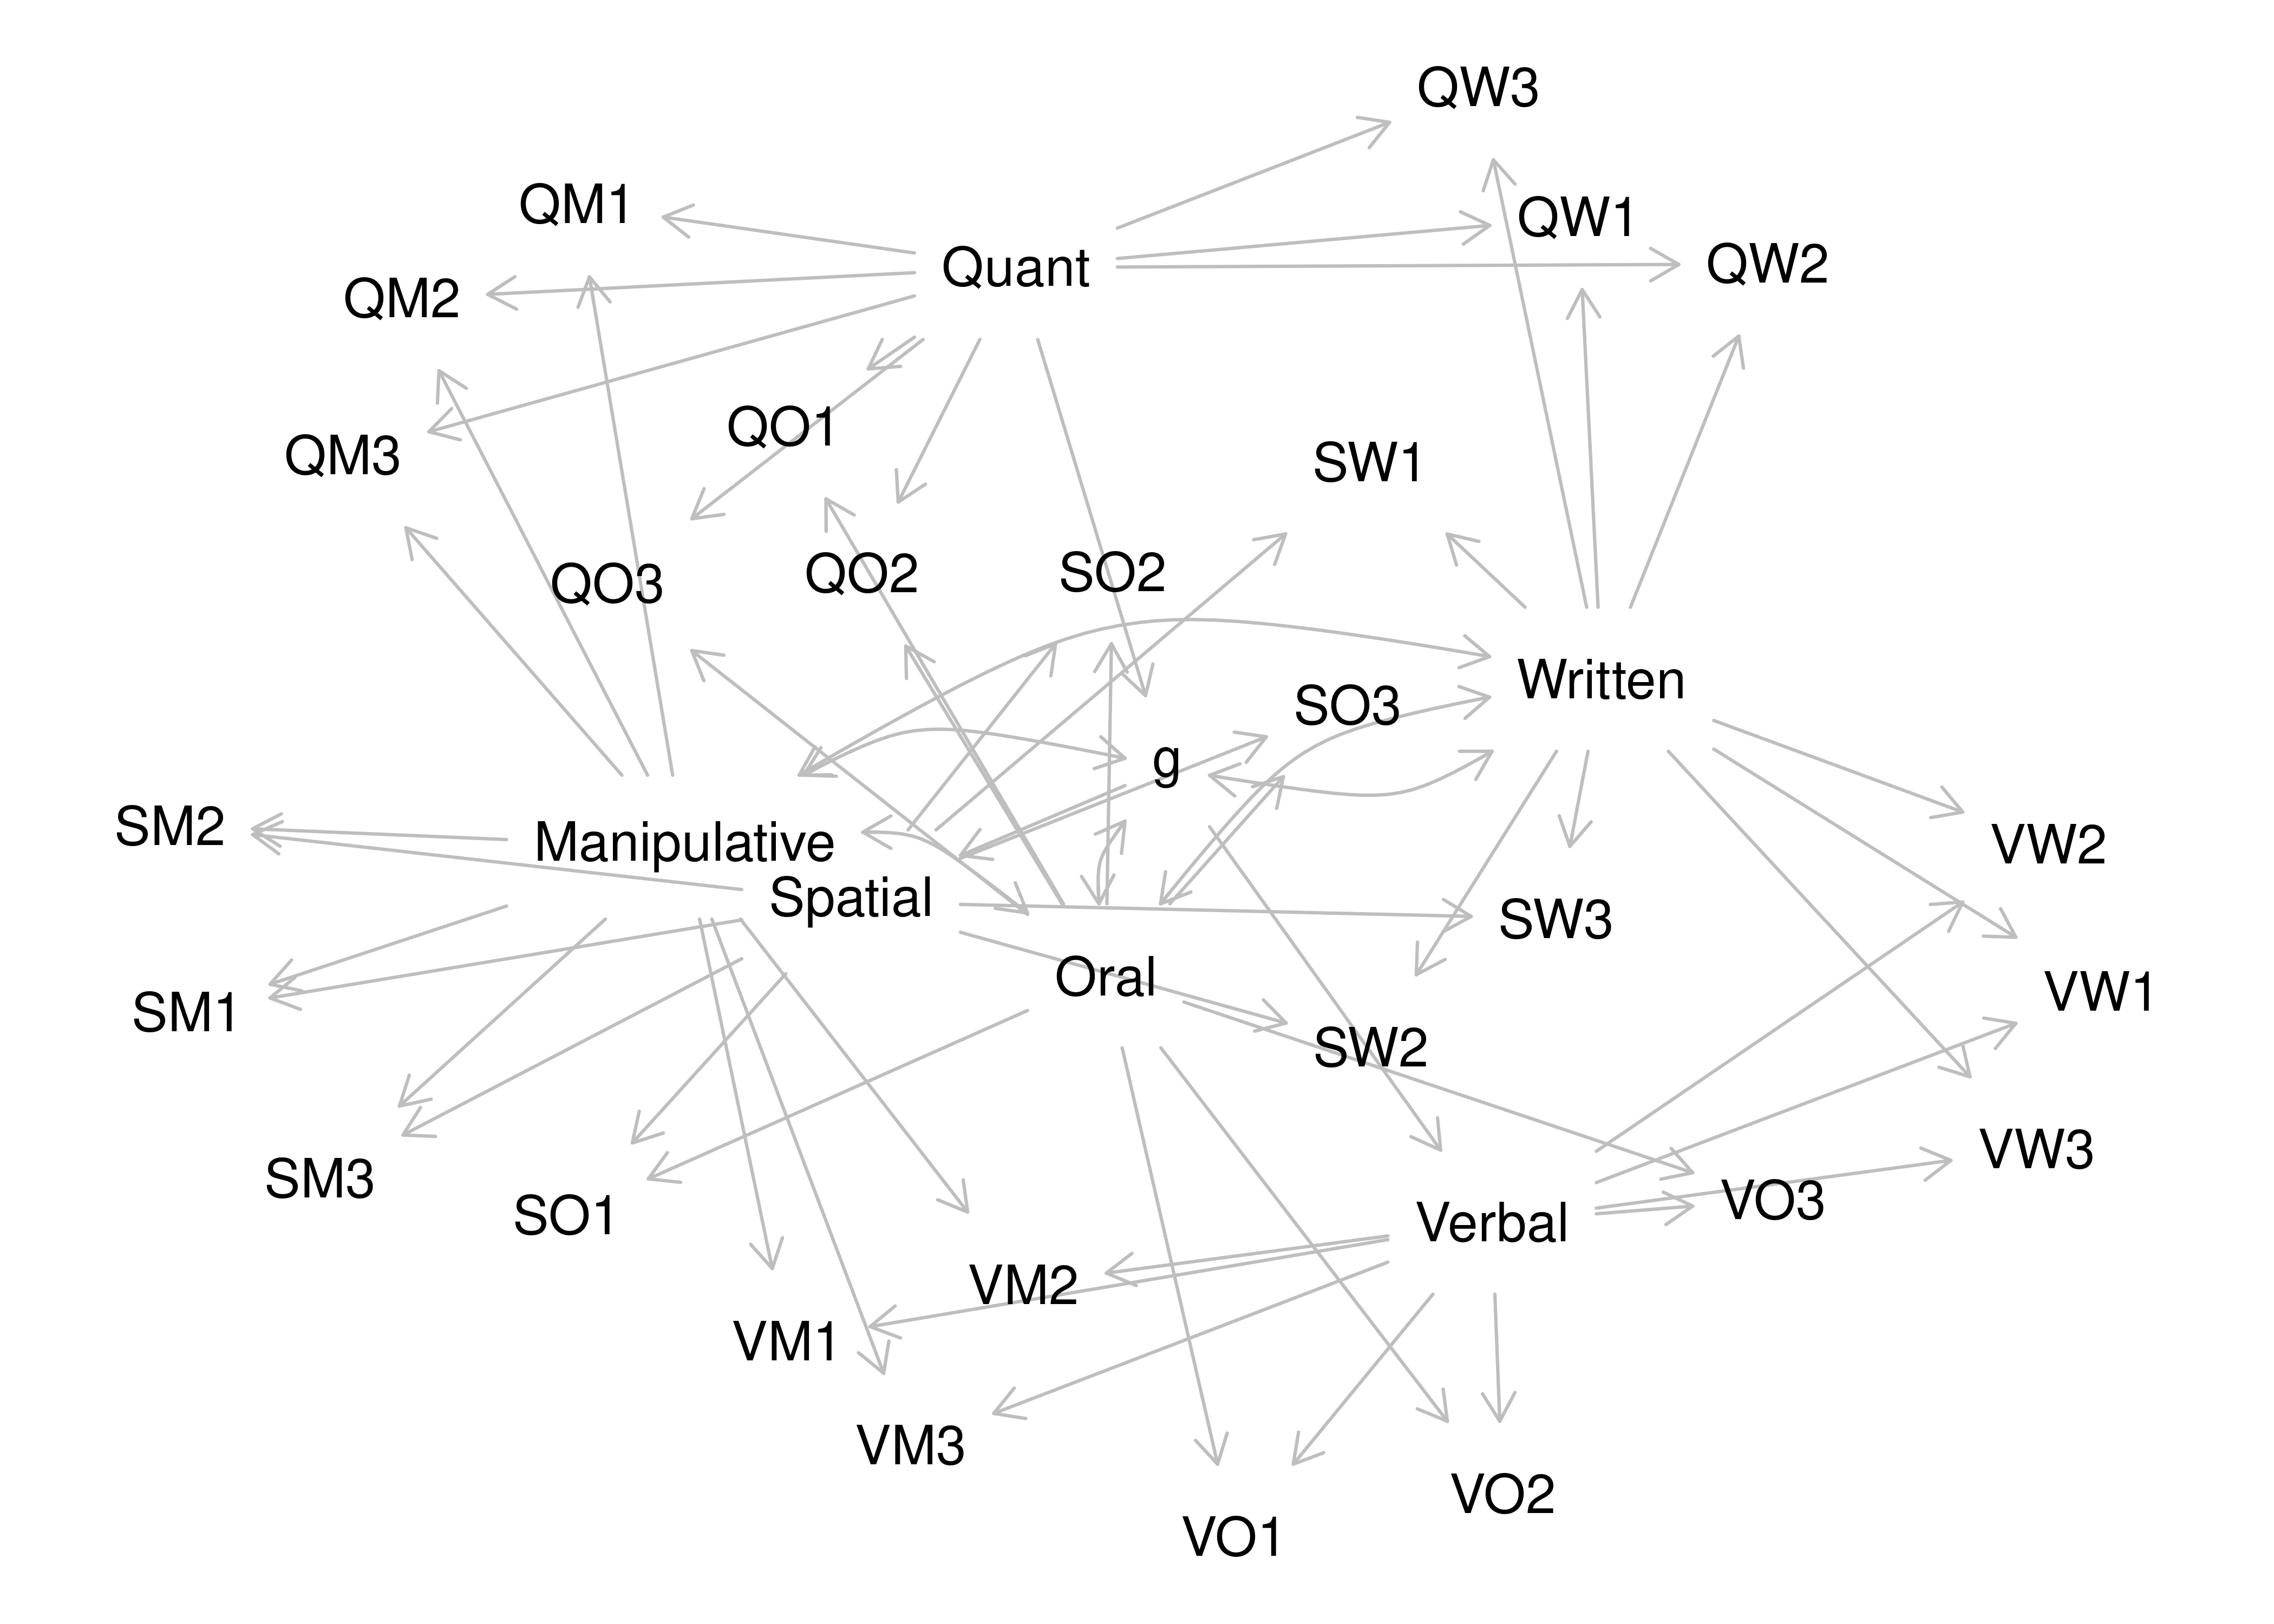 QW3
QM1
QW1
Quant
QW2
QM2
QO1
QM3
SW1
QO3
QO2
SO2
Written
SO3
g
SM2
Manipulative
VW2
Spatial
SW3
Oral
VW1
SM1
SW2
VW3
SM3
VO3
SO1
Verbal
VM2
VM1
VM3
VO2
VO1